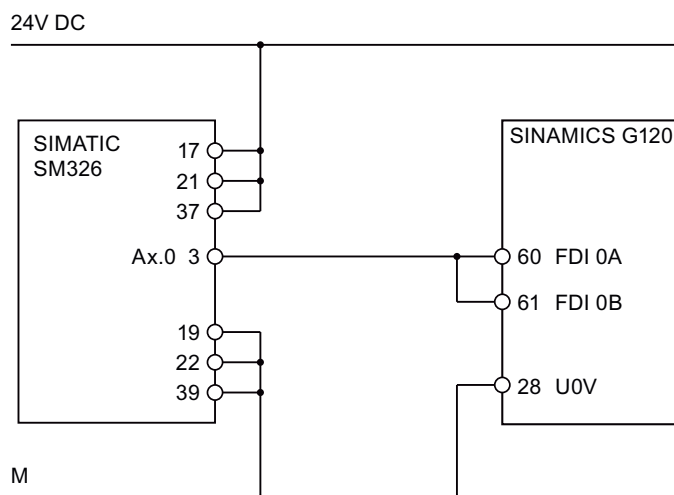 24V DC
SIMATIC
SM326
SINAMICS G120
17
21
37
Ax.0 3
60 FDI 0A
61 FDI 0B
19
22
39
28 U0V
M